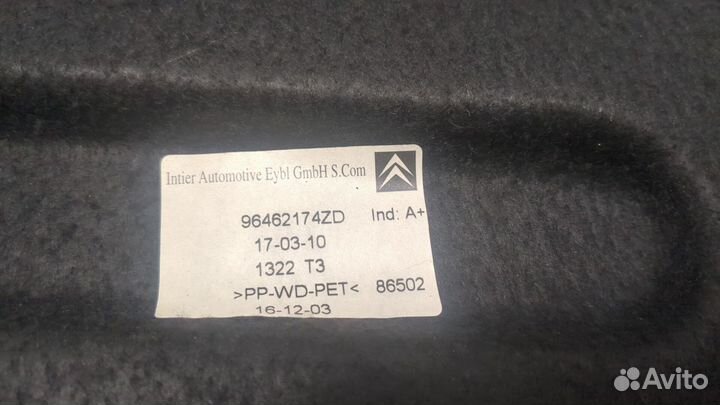 Intier Automotive Eybl GmbH S.Com
96462174ZD Ind: A+
17-03-10
1322 T3
>PP-WD-PET< 86502
16-12-03
Avito